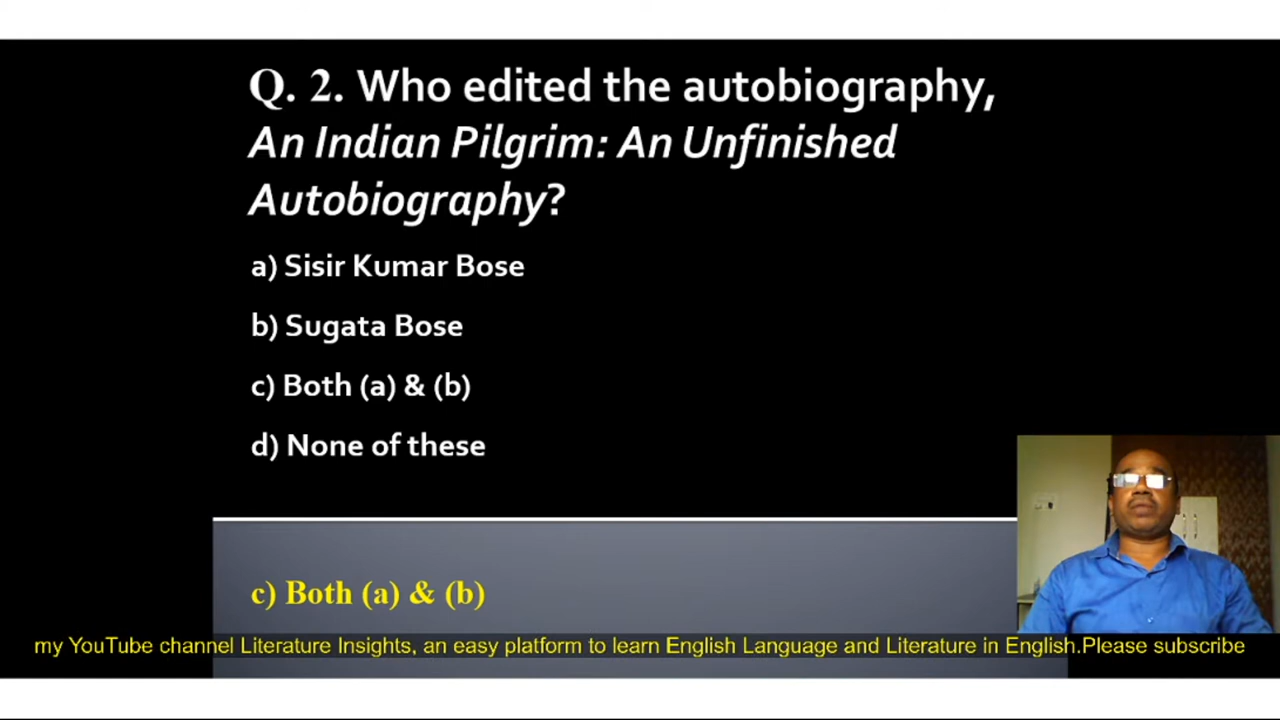 Q. 2. Who edited the autobiography,
An Indian Pilgrim: An Unfinished
Autobiography?
a) Sisir Kumar Bose
b) Sugata Bose
c) Both (a) & (b)
d) None of these
c) Both (a) & (b)
my YouTube channel Literature Insights, an easy platform to learn English Language and Literature in English.Please subscribe